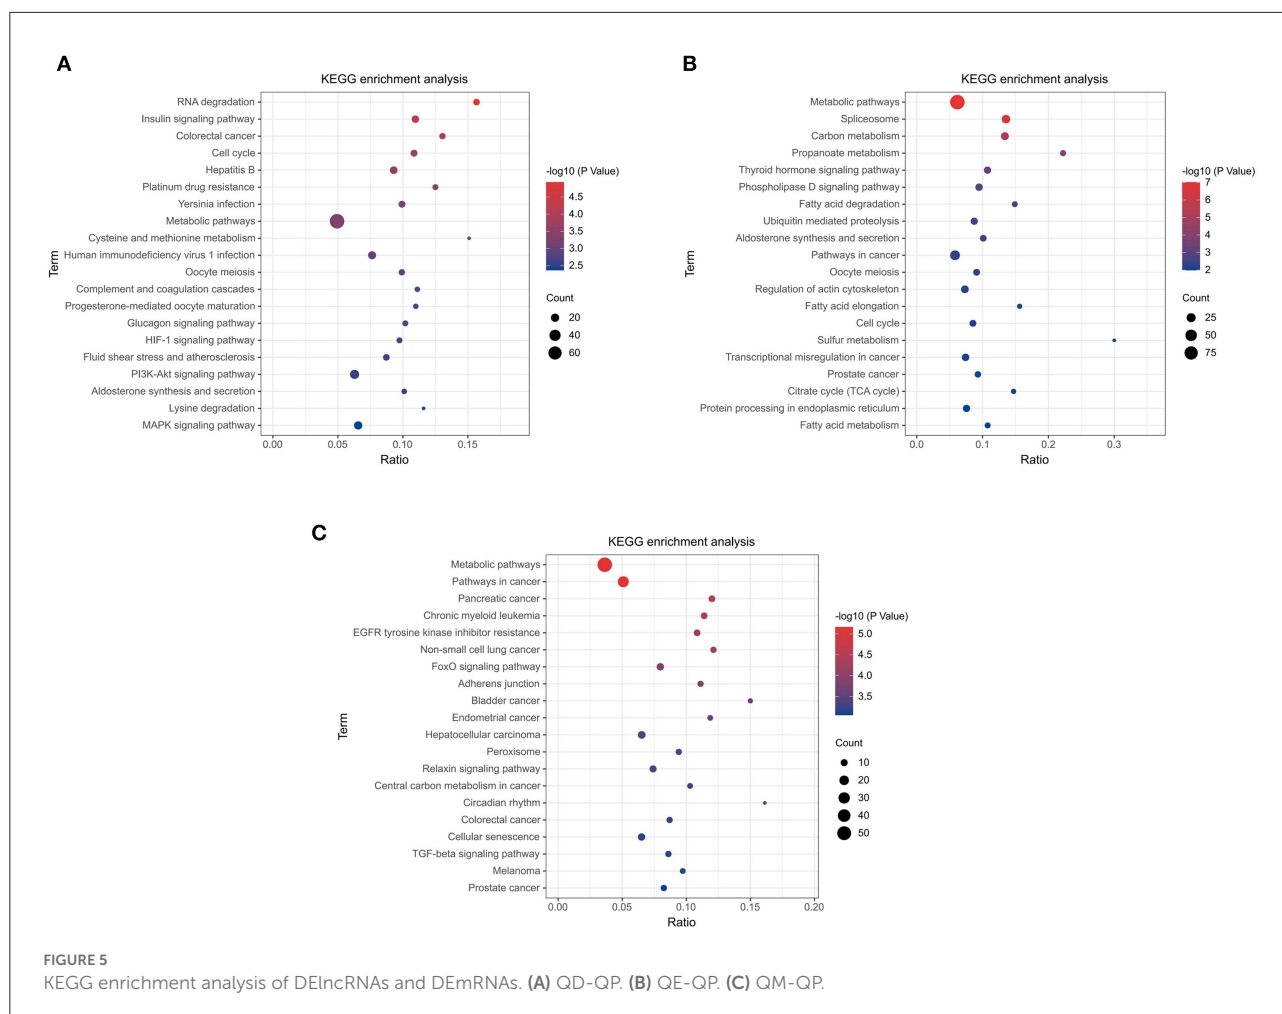 A
KEGG enrichment analysis
RNA degradation
Insulin signaling pathway
Colorectal cancer
Cell cycle
Hepatitis B
Platinum drug resistance
Yersinia infection
Metabolic pathways
Cysteine and methionine metabolism
Human immunodeficiency virus 1 infection
Oocyte meiosis
Complement and coagulation cascades
Progesterone-mediated oocyte maturation
Glucagon signaling pathway
HIF-1 signaling pathway
Fluid shear stress and atherosclerosis
PI3K-Akt signaling pathway
Aldosterone synthesis and secretion
Lysine degradation
MAPK signaling pathway
Term
0.00 0.05 0.10 0.15
Ratio
-log10 (P Value)
4.5
4.0
3.5
3.0
2.5
Count
20
40
60
B
KEGG enrichment analysis
Metabolic pathways
Spliceosome
Carbon metabolism
Propanoate metabolism
Thyroid hormone signaling pathway
Phospholipase D signaling pathway
Fatty acid degradation
Ubiquitin mediated proteolysis
Aldosterone synthesis and secretion
Pathways in cancer
Oocyte meiosis
Regulation of actin cytoskeleton
Fatty acid elongation
Cell cycle
Sulfur metabolism
Transcriptional misregulation in cancer
Prostate cancer
Citrate cycle (TCA cycle)
Protein processing in endoplasmic reticulum
Fatty acid metabolism
Term
0.0 0.1 0.2 0.3
Ratio
-log10 (P Value)
7
6
5
4
3
2
Count
25
50
75
C
KEGG enrichment analysis
Metabolic pathways
Pathways in cancer
Pancreatic cancer
Chronic myeloid leukemia
EGFR tyrosine kinase inhibitor resistance
Non-small cell lung cancer
FoxO signaling pathway
Adherens junction
Bladder cancer
Endometrial cancer
Hepatocellular carcinoma
Peroxisome
Relaxin signaling pathway
Central carbon metabolism in cancer
Circadian rhythm
Colorectal cancer
Cellular senescence
TGF-beta signaling pathway
Melanoma
Prostate cancer
Term
0.00 0.05 0.10 0.15 0.20
Ratio
-log10 (P Value)
5.0
4.5
4.0
3.5
Count
10
20
30
40
50
FIGURE 5
KEGG enrichment analysis of DElncRNAs and DEmRNAs. (A) QD-QP. (B) QE-QP. (C) QM-QP.